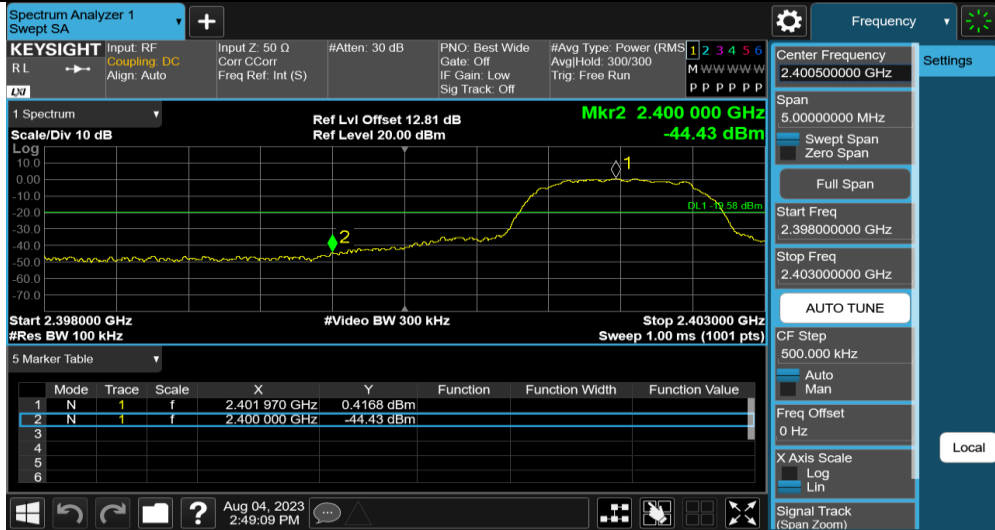 Spectrum Analyzer 1
Swept SA
+
Frequency
KEYSIGHT
R L
LXI
Input: RF
Coupling: DC
Align: Auto
Input Z: 50 Ω
Corr CCorr
Freq Ref: Int (S)
#Atten: 30 dB
PNO: Best Wide
Gate: Off
IF Gain: Low
Sig Track: Off
#Avg Type: Power (RMS
Avg|Hold: 300/300
Trig: Free Run
1 2 3 4 5 6
M W W W W W
P P P P P P
1 Spectrum
Scale/Div 10 dB
Ref Lvl Offset 12.81 dB
Ref Level 20.00 dBm
Mkr2 2.400 000 GHz
-44.43 dBm
Log
10.0
0.00
-10.0
-20.0
-30.0
-40.0
-50.0
-60.0
-70.0
1
2
DL1 -19.58 dBm
Start 2.398000 GHz
#Video BW 300 kHz
Stop 2.403000 GHz
#Res BW 100 kHz
Sweep 1.00 ms (1001 pts)
5 Marker Table
Mode Trace Scale X Y Function Function Width Function Value
1 N 1 f 2.401 970 GHz 0.4168 dBm
2 N 1 f 2.400 000 GHz -44.43 dBm
3
4
5
6
?
Aug 04, 2023
2:49:09 PM
Center Frequency
2.400500000 GHz
Span
5.00000000 MHz
Swept Span
Zero Span
Full Span
Start Freq
2.398000000 GHz
Stop Freq
2.403000000 GHz
AUTO TUNE
CF Step
500.000 kHz
Auto
Man
Freq Offset
0 Hz
X Axis Scale
Log
Lin
Signal Track
(Span Zoom)
Settings
Local